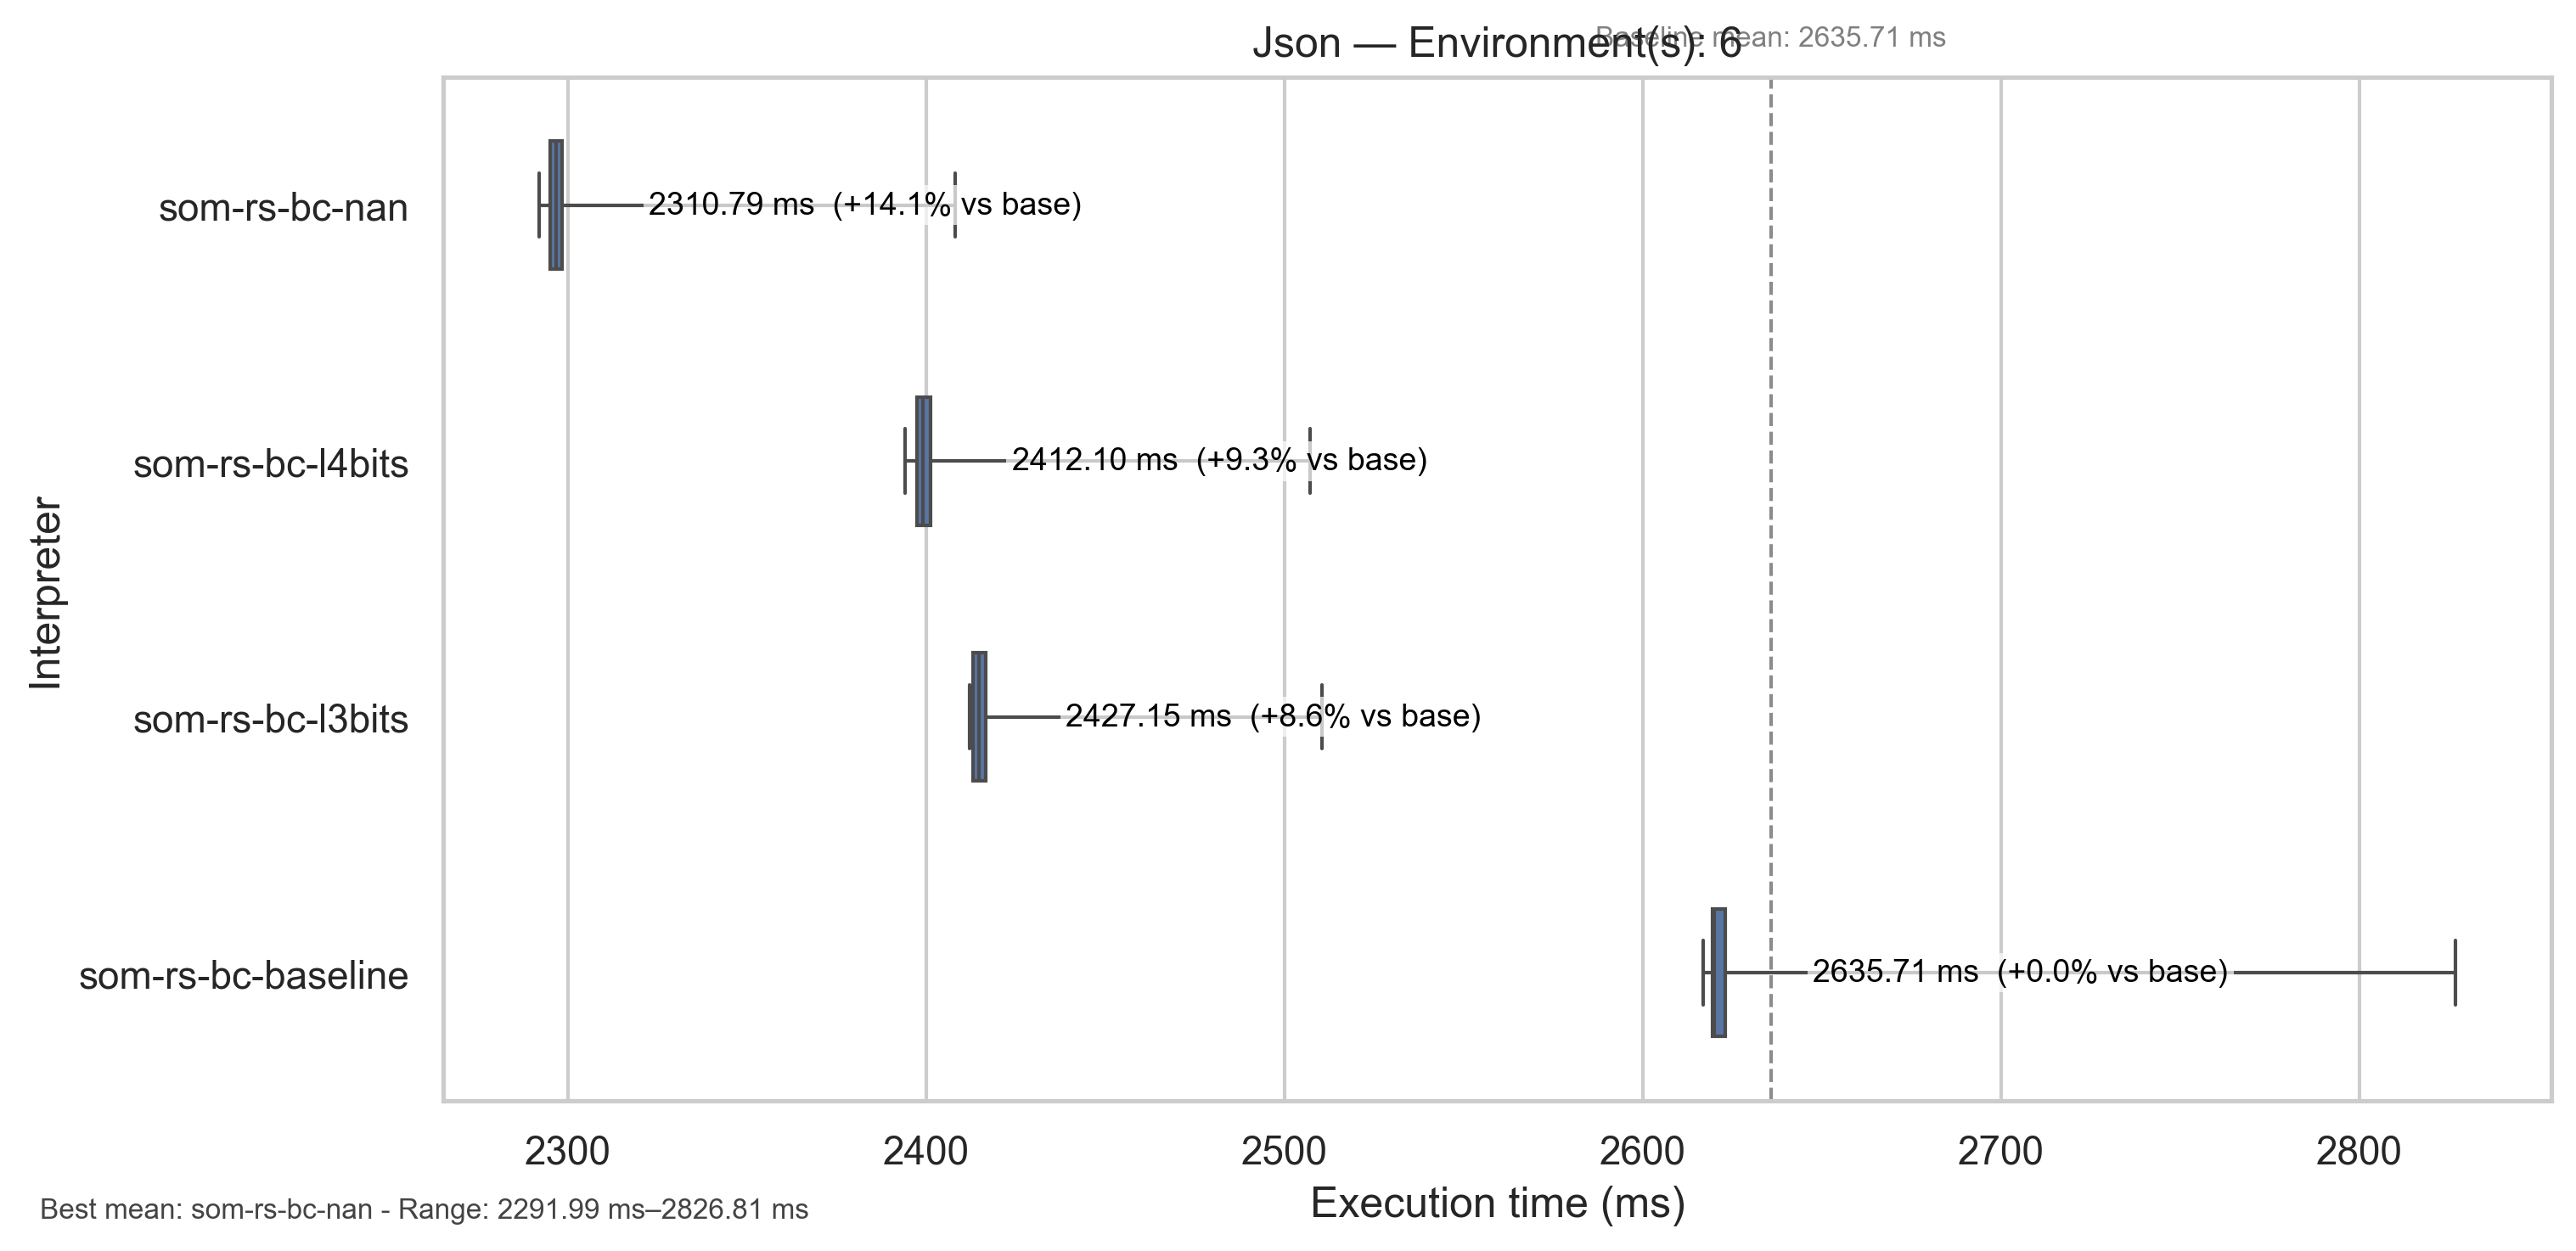 Json — Environment(s): 6
Baseline mean: 2635.71 ms
Interpreter
som-rs-bc-nan
2310.79 ms (+14.1% vs base)
som-rs-bc-l4bits
2412.10 ms (+9.3% vs base)
som-rs-bc-l3bits
2427.15 ms (+8.6% vs base)
som-rs-bc-baseline
2635.71 ms (+0.0% vs base)
2300 2400 2500 2600 2700 2800
Execution time (ms)
Best mean: som-rs-bc-nan - Range: 2291.99 ms–2826.81 ms